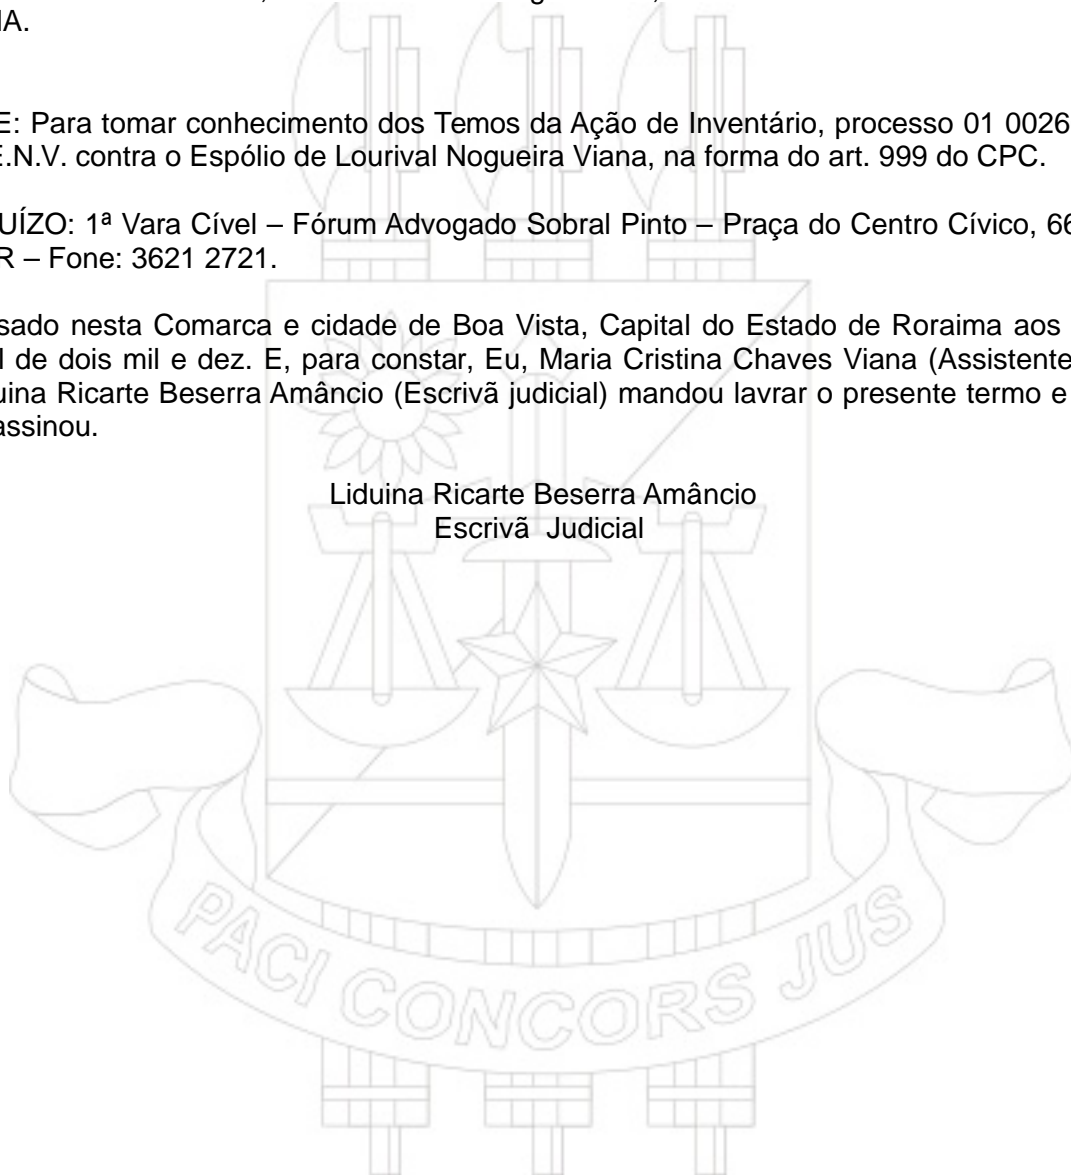 IA.
E: Para tomar conhecimento dos Temos da Ação de Inventário, processo 01 0026
E.N.V. contra o Espólio de Lourival Nogueira Viana, na forma do art. 999 do CPC.
UÍZO: 1ª Vara Cível – Fórum Advogado Sobral Pinto – Praça do Centro Cívico, 66
R – Fone: 3621 2721.
sado nesta Comarca e cidade de Boa Vista, Capital do Estado de Roraima aos
l de dois mil e dez. E, para constar, Eu, Maria Cristina Chaves Viana (Assistente
uina Ricarte Beserra Amâncio (Escrivã judicial) mandou lavrar o presente termo e
assinou.
Liduina Ricarte Beserra Amâncio
Escrivã Judicial
PACI CONCORS JUS